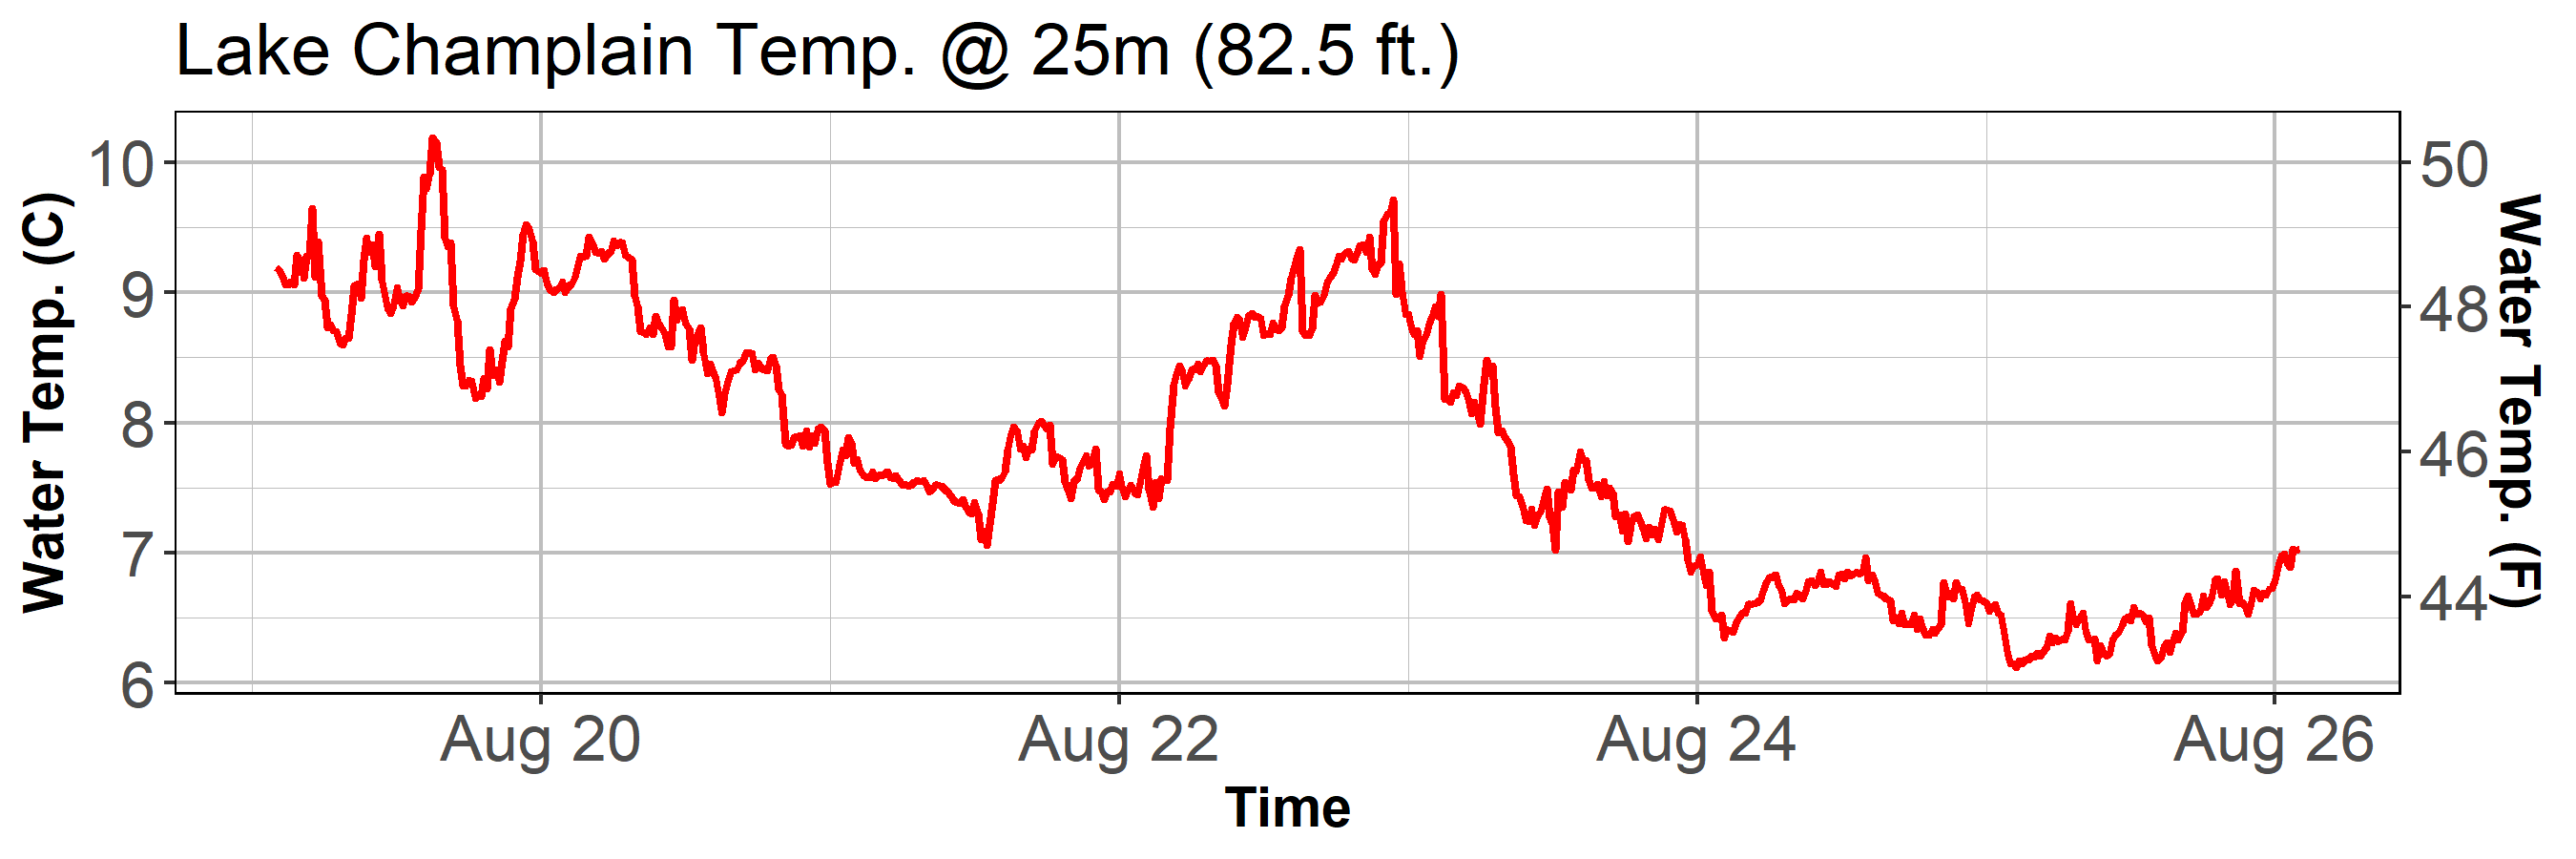 Lake Champlain Temp. @ 25m (82.5 ft.)
Water Temp. (C)
10
9
8
7
6
50
48
46
44
Water Temp. (F)
Aug 20 Aug 22 Aug 24 Aug 26
Time